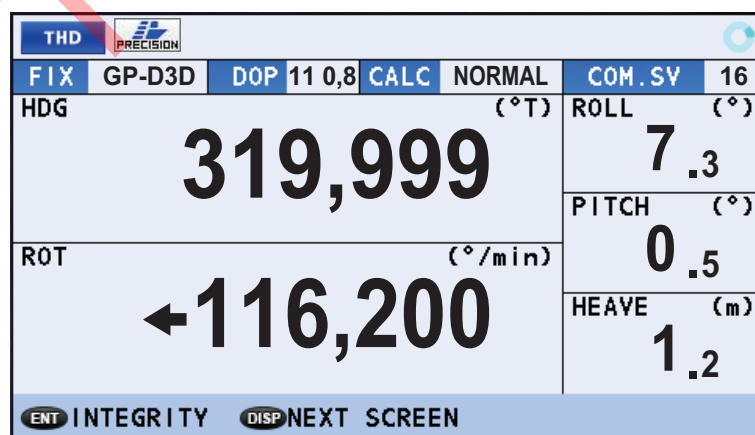 THD PRECISION
FIX GP-D3D DOP 11 0,8 CALC NORMAL COM.SV 16
HDG (°T)
319,999
ROLL (°)
7.3
PITCH (°)
0.5
ROT (°/min)
←116,200
HEAVE (m)
1.2
ENT INTEGRITY DISP NEXT SCREEN